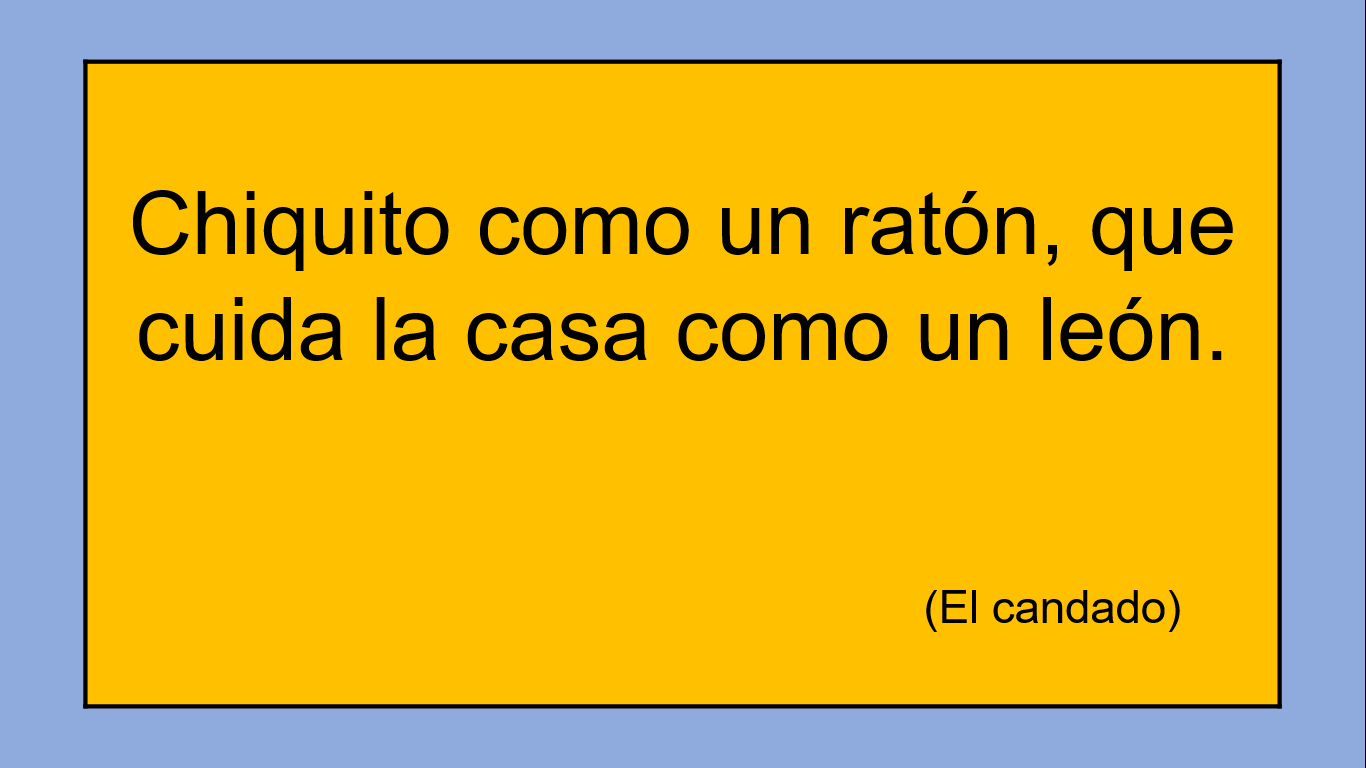 Chiquito como un ratón, que
cuida la casa como un león.
(El candado)